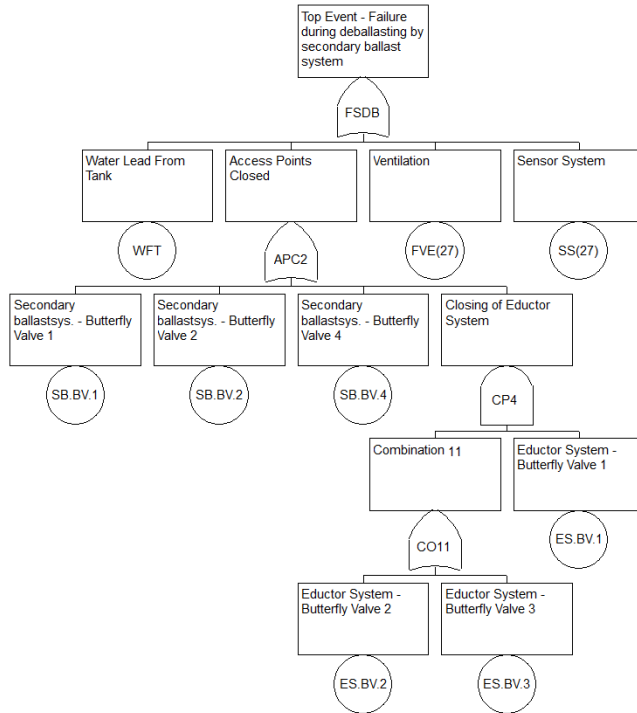 Top Event - Failure
during deballasting by
secondary ballast
system
FSDB
Water Lead From
Tank
Access Points
Closed
Ventilation
Sensor System
WFT
APC2
FVE(27)
SS(27)
Secondary
ballastsys. - Butterfly
Valve 1
Secondary
ballastsys. - Butterfly
Valve 2
Secondary
ballastsys. - Butterfly
Valve 4
Closing of Eductor
System
SB.BV.1
SB.BV.2
SB.BV.4
CP4
Combination 11
Eductor System -
Butterfly Valve 1
CO11
ES.BV.1
Eductor System -
Butterfly Valve 2
Eductor System -
Butterfly Valve 3
ES.BV.2
ES.BV.3